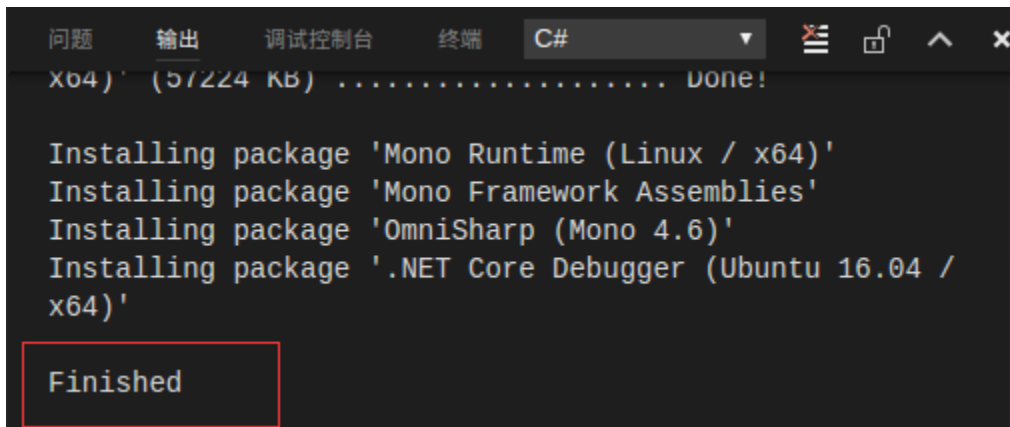 问题 输出 调试控制台 终端 C#
x64)' (57224 KB) .................... Done!
Installing package 'Mono Runtime (Linux / x64)'
Installing package 'Mono Framework Assemblies'
Installing package 'OmniSharp (Mono 4.6)'
Installing package '.NET Core Debugger (Ubuntu 16.04 /
x64)'
Finished